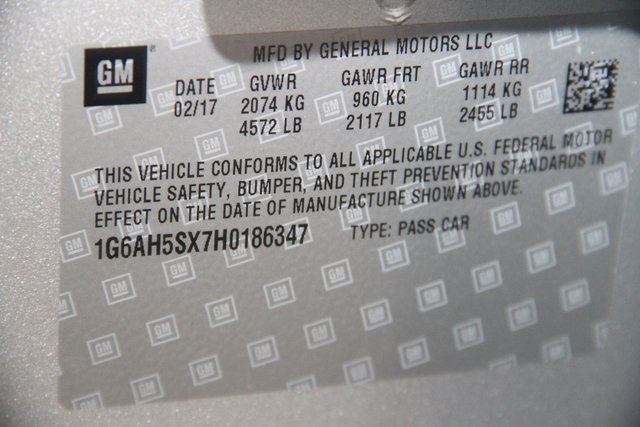 MFD BY GENERAL MOTORS LLC
GM
DATE GVWR GAWR FRT GAWR RR
02/17 2074 KG 960 KG 1114 KG
4572 LB 2117 LB 2455 LB
THIS VEHICLE CONFORMS TO ALL APPLICABLE U.S. FEDERAL MOTOR
VEHICLE SAFETY, BUMPER, AND THEFT PREVENTION STANDARDS IN
EFFECT ON THE DATE OF MANUFACTURE SHOWN ABOVE.
1G6AH5SX7H0186347 TYPE: PASS CAR